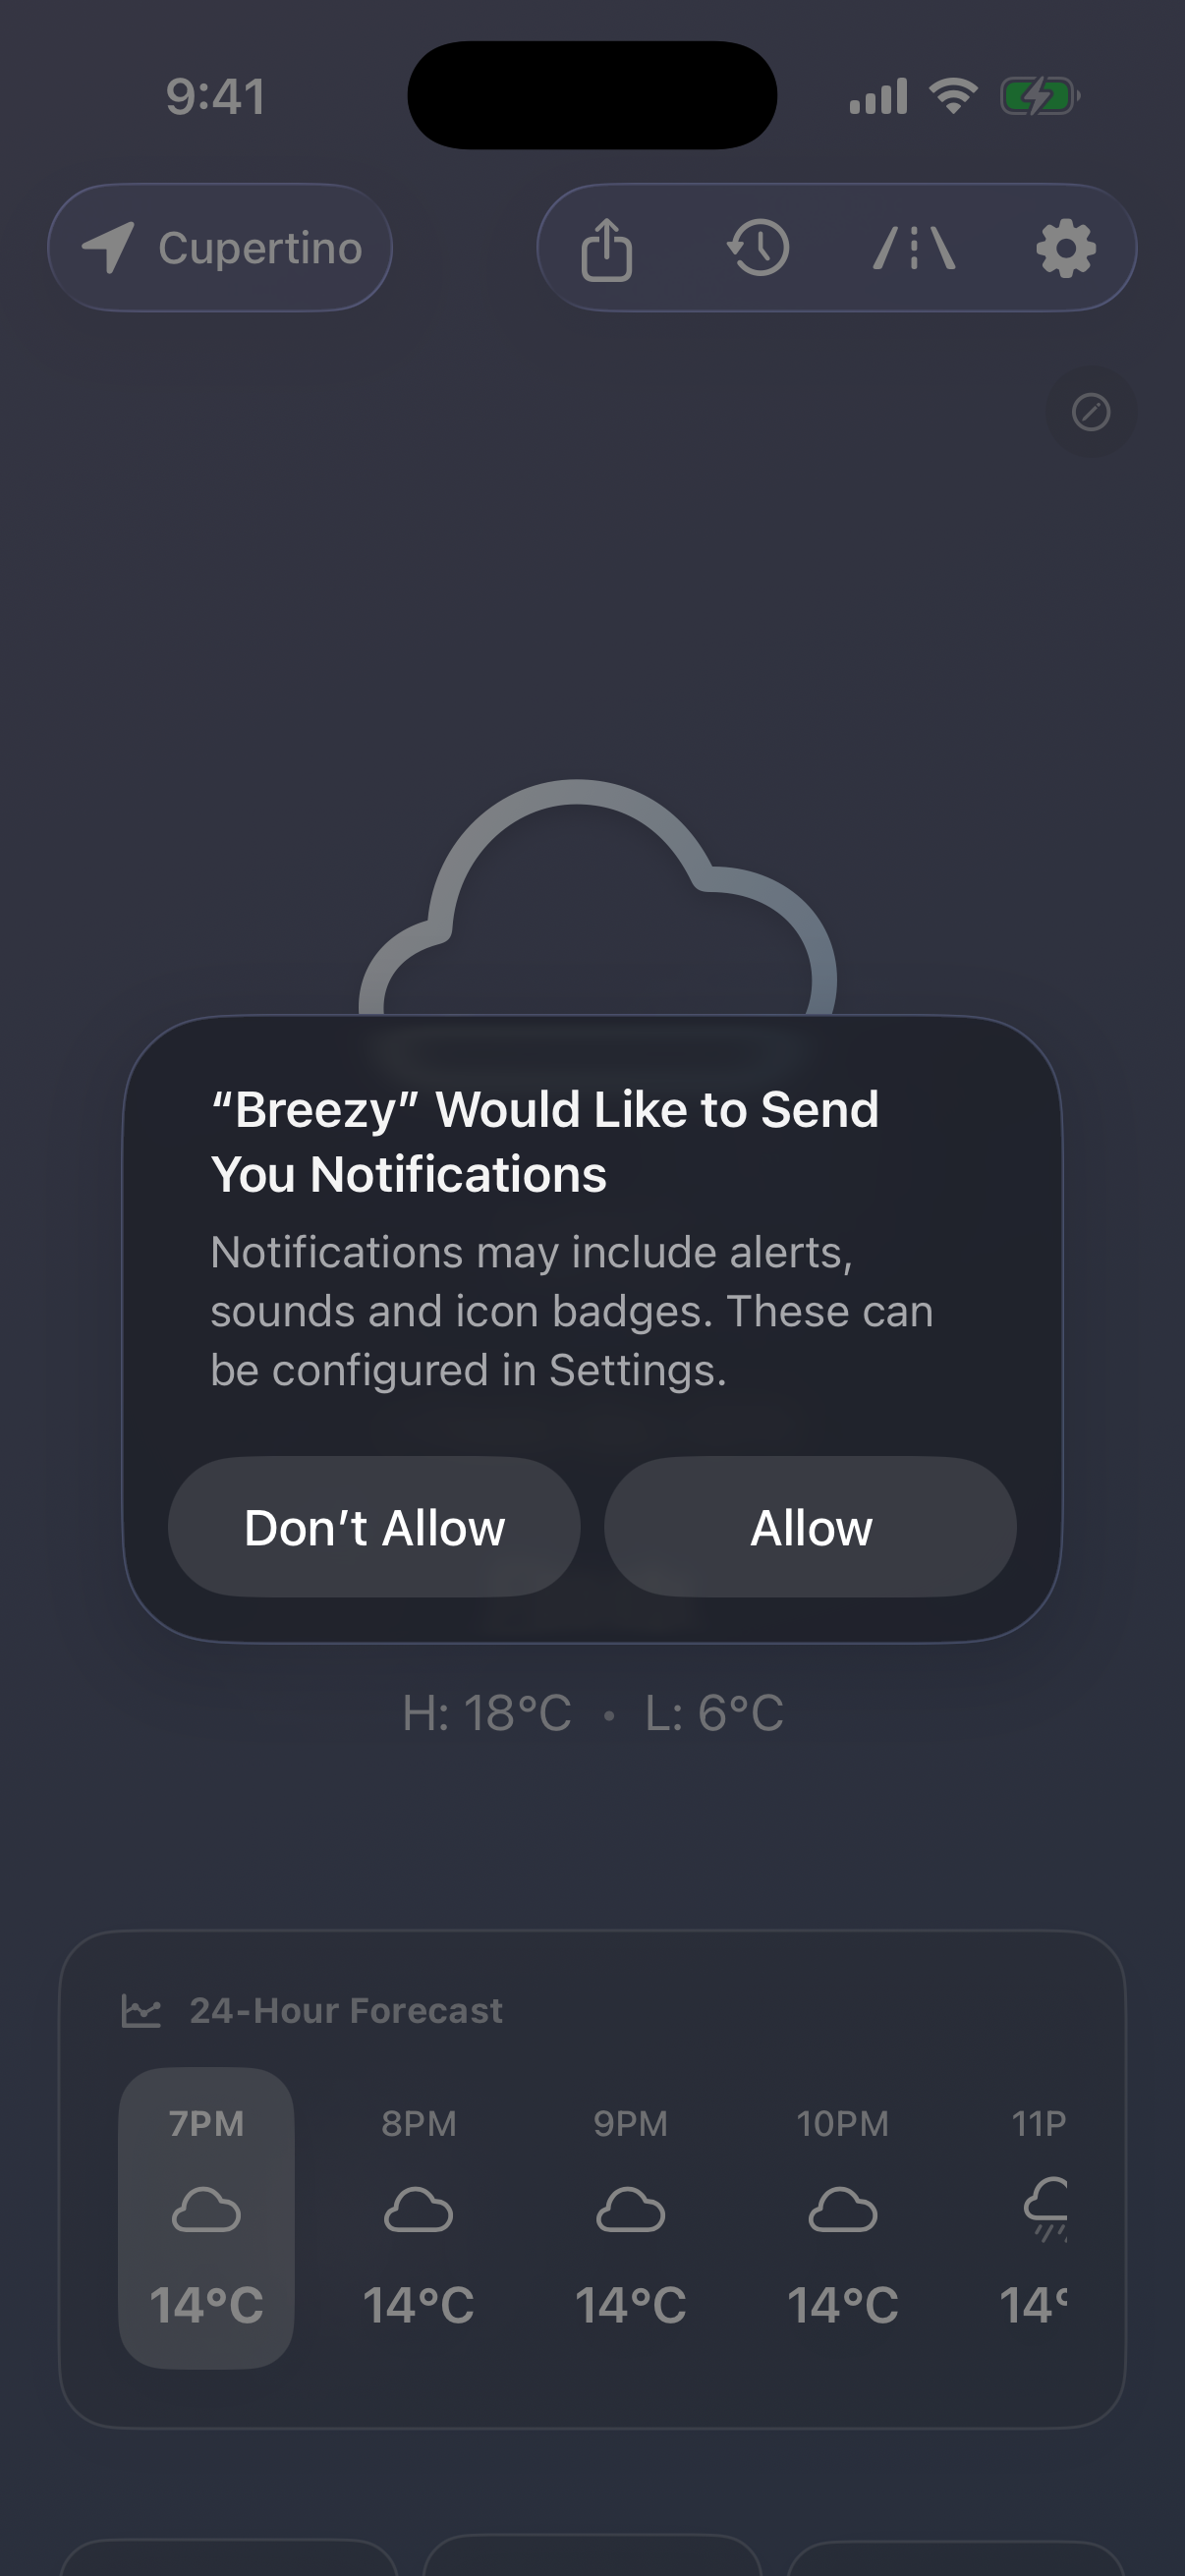 9:41
Cupertino
“Breezy” Would Like to Send
You Notifications
Notifications may include alerts,
sounds and icon badges. These can
be configured in Settings.
Don’t Allow
Allow
H: 18°C • L: 6°C
24-Hour Forecast
7PM 8PM 9PM 10PM 11P
14°C 14°C 14°C 14°C 14°